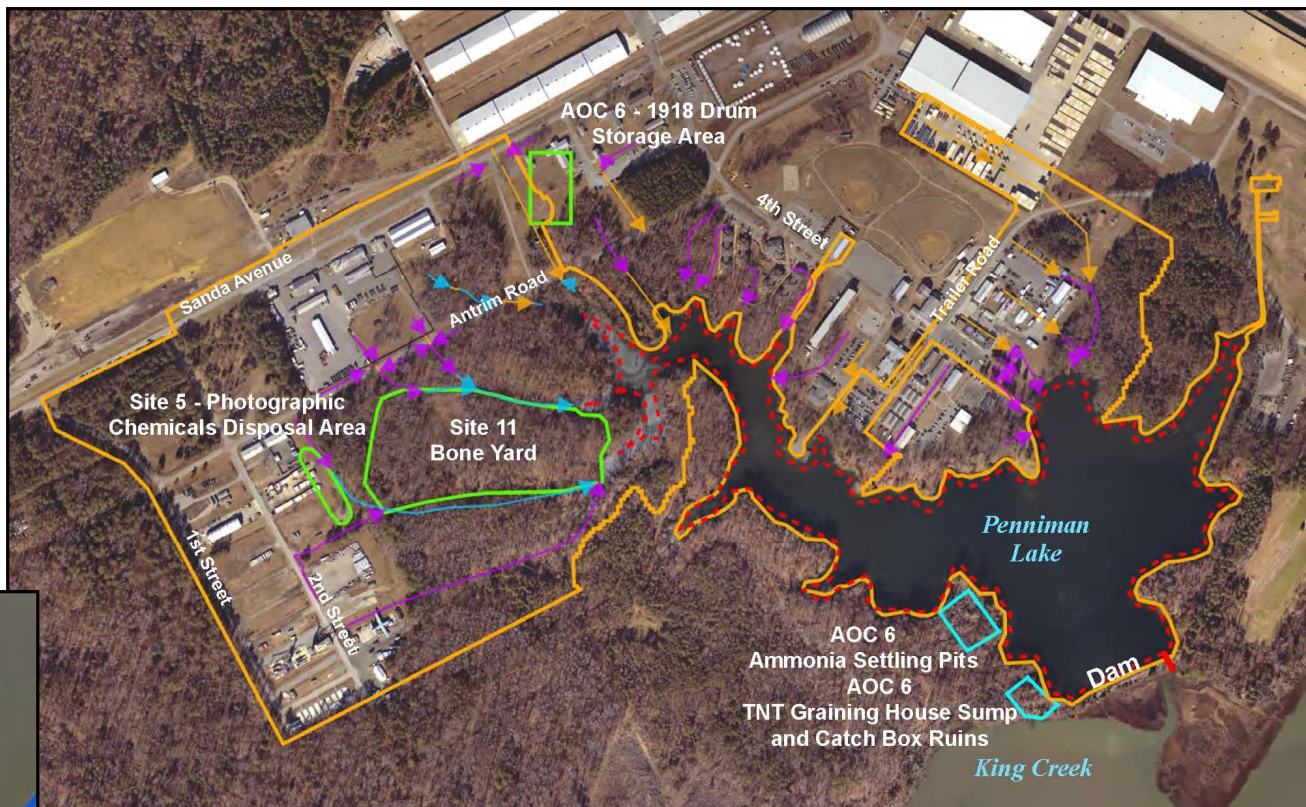 AOC 6 - 1918 Drum
Storage Area
4th Street
Sanda Avenue
Antrim Road
Trailer Road
Site 5 - Photographic
Chemicals Disposal Area
Site 11
Bone Yard
1st Street
2nd Street
Penniman
Lake
AOC 6
Ammonia Settling Pits
AOC 6
TNT Graining House Sump
and Catch Box Ruins
Dam
King Creek